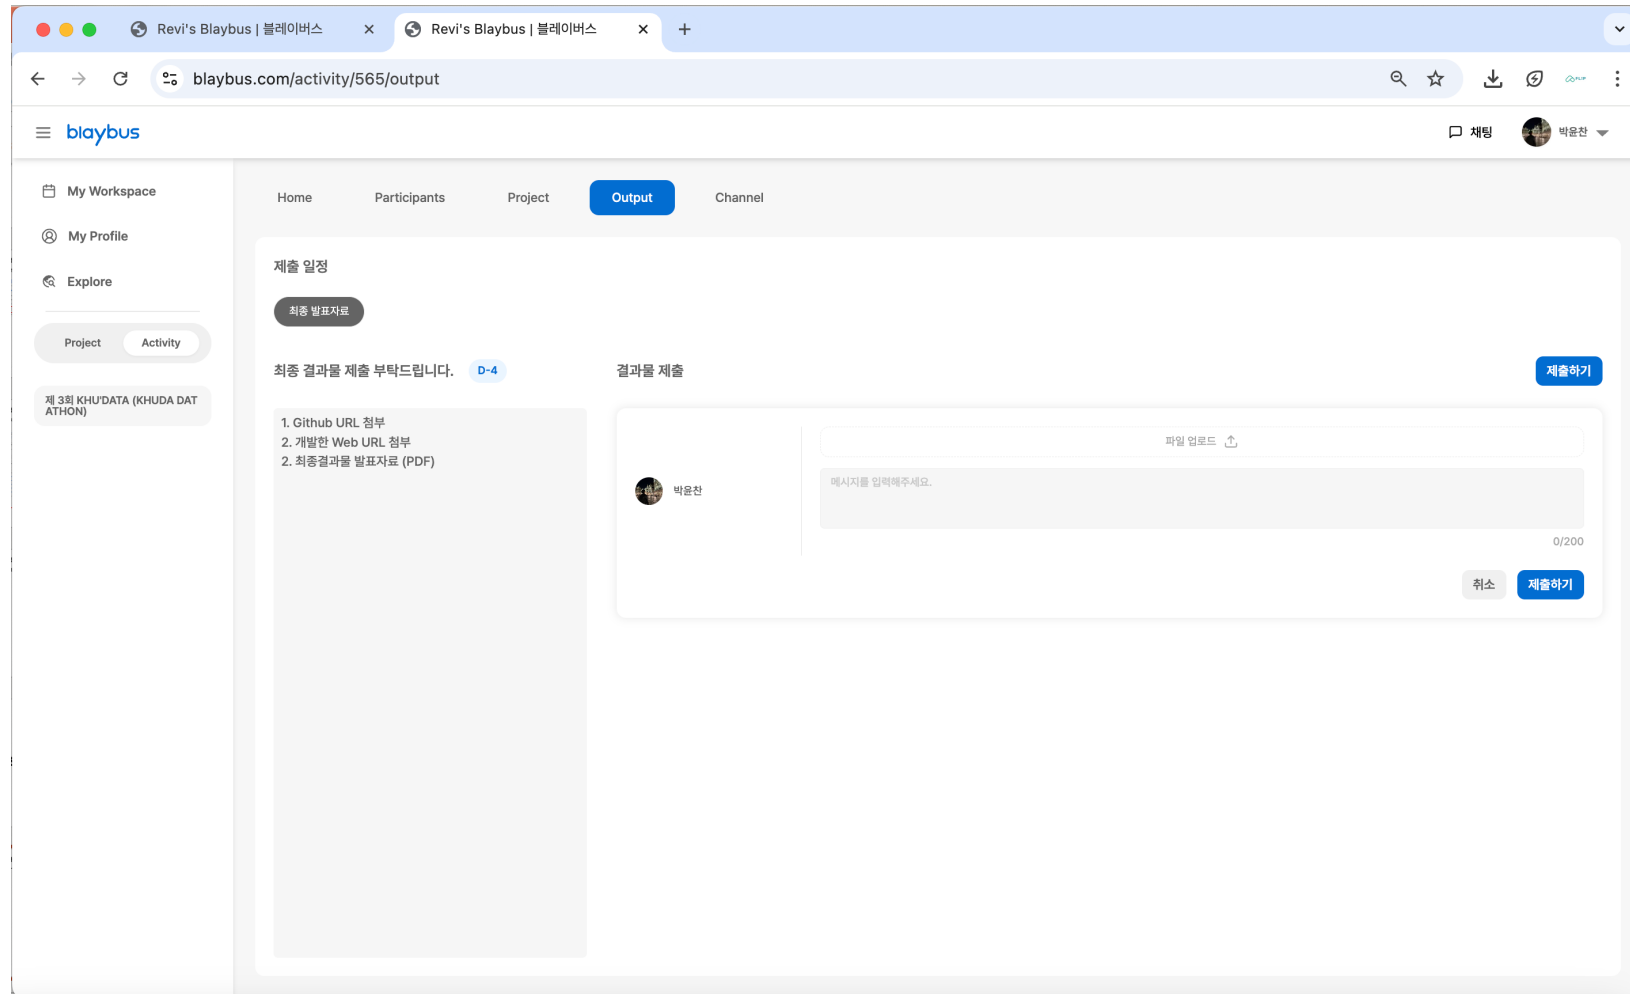 Revi's Blaybus | 블레이버스
Revi's Blaybus | 블레이버스
blaybus.com/activity/565/output
blaybus
채팅
박윤찬
My Workspace
My Profile
Explore
Project
Activity
제 3회 KHU'DATA (KHUDA DAT
ATHON)
Home
Participants
Project
Output
Channel
제출 일정
최종 발표자료
최종 결과물 제출 부탁드립니다.
D-4
1. Github URL 첨부
2. 개발한 Web URL 첨부
2. 최종결과물 발표자료 (PDF)
결과물 제출
제출하기
박윤찬
파일 업로드
메시지를 입력해주세요.
0/200
취소
제출하기